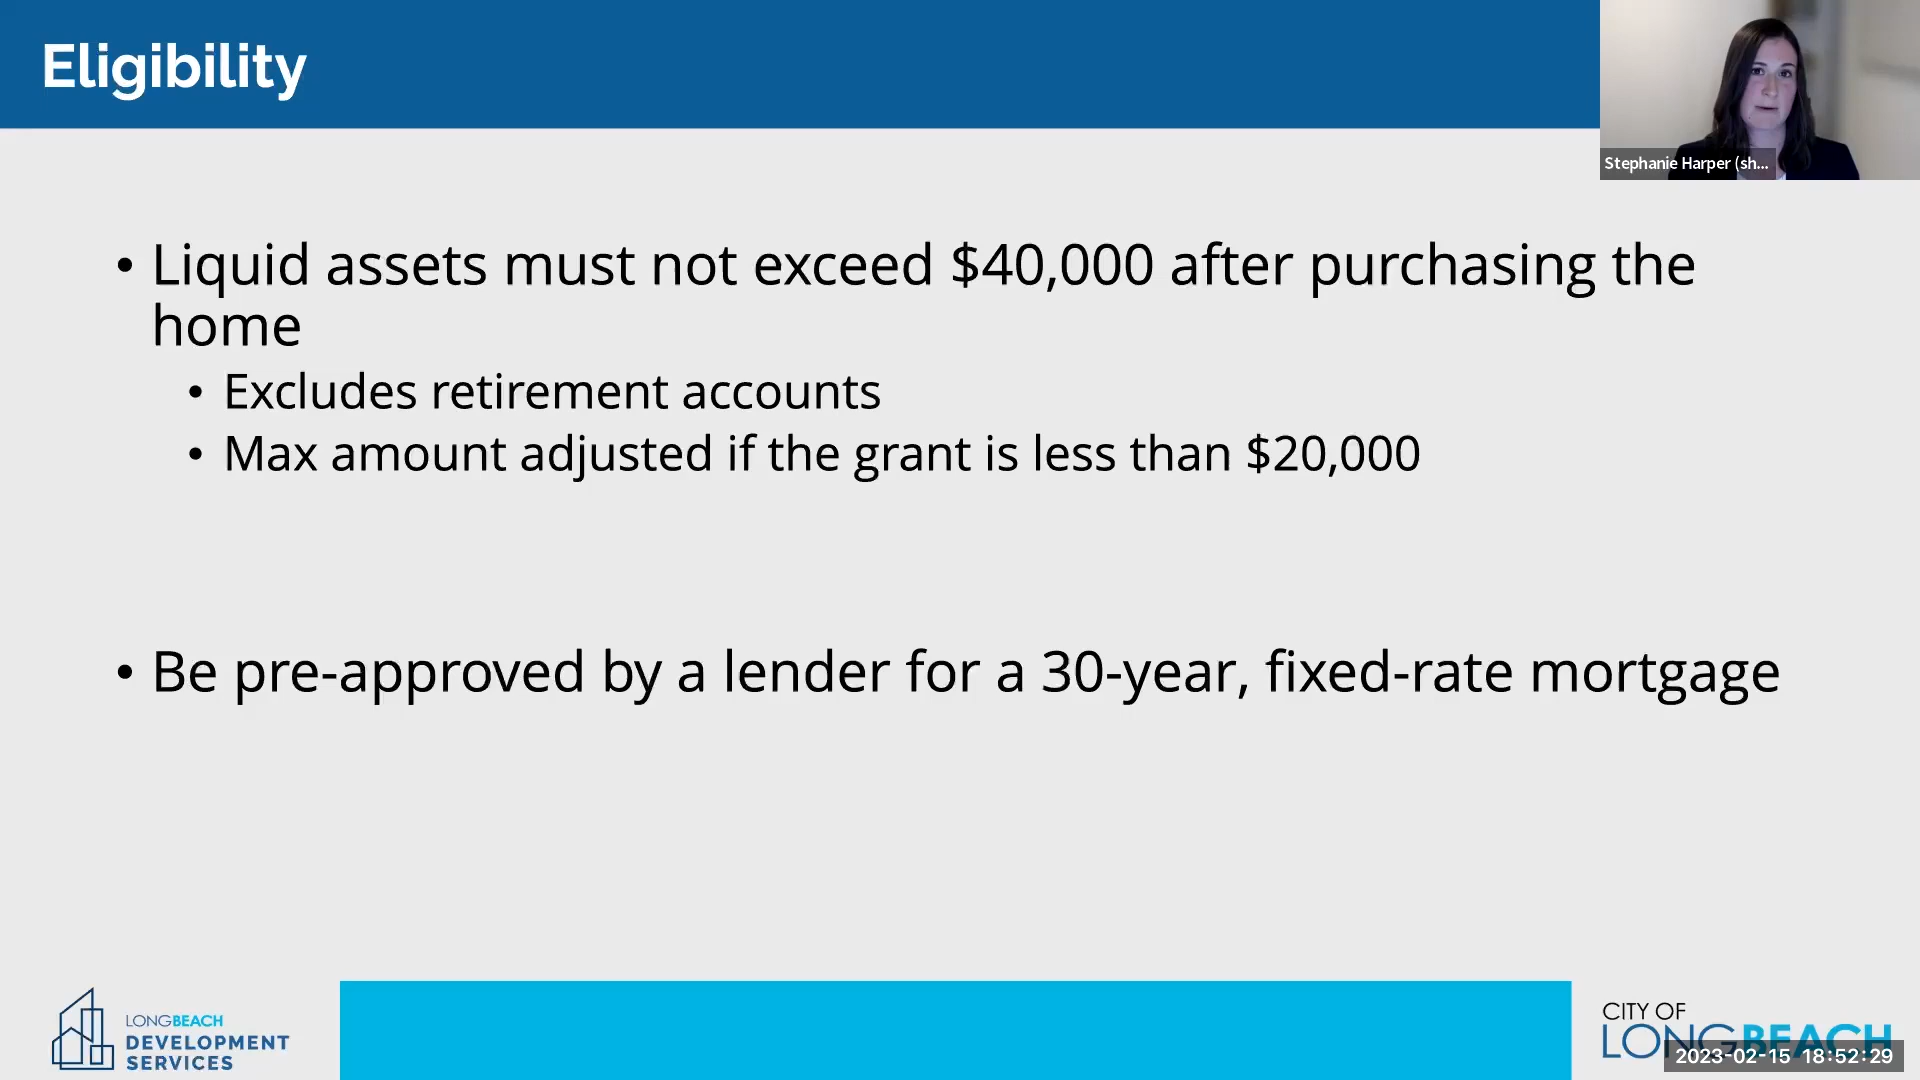 Eligibility
Stephanie Harper (sh...
• Liquid assets must not exceed $40,000 after purchasing the
home
• Excludes retirement accounts
• Max amount adjusted if the grant is less than $20,000
• Be pre-approved by a lender for a 30-year, fixed-rate mortgage
LONGBEACH
DEVELOPMENT
SERVICES
CITY OF
LONGBEACH
2023-02-15 18:52:29